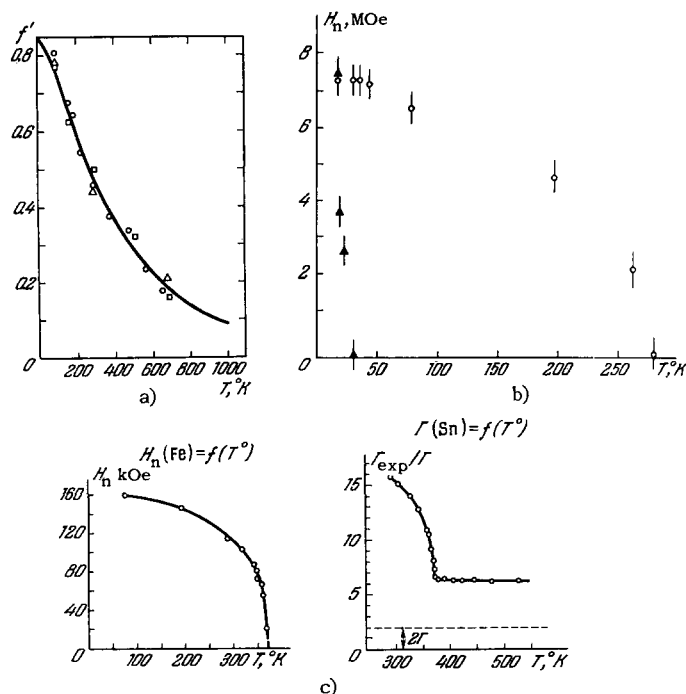 f'
0.8
0.6
0.4
0.2
0
200 400 600 800 1000
T,°K
a)
H_n, MOe
8
7
6
4
2
0
50 100 150 200 250 T,°K
b)
H_n(Fe)=f(T°)
H_n kOe
160
120
80
40
0
100 200 300 T,°K
Γ(Sn)=f(T°)
Γ_exp/Γ
15
10
5
2Γ
0
300 400 500 T,°K
c)